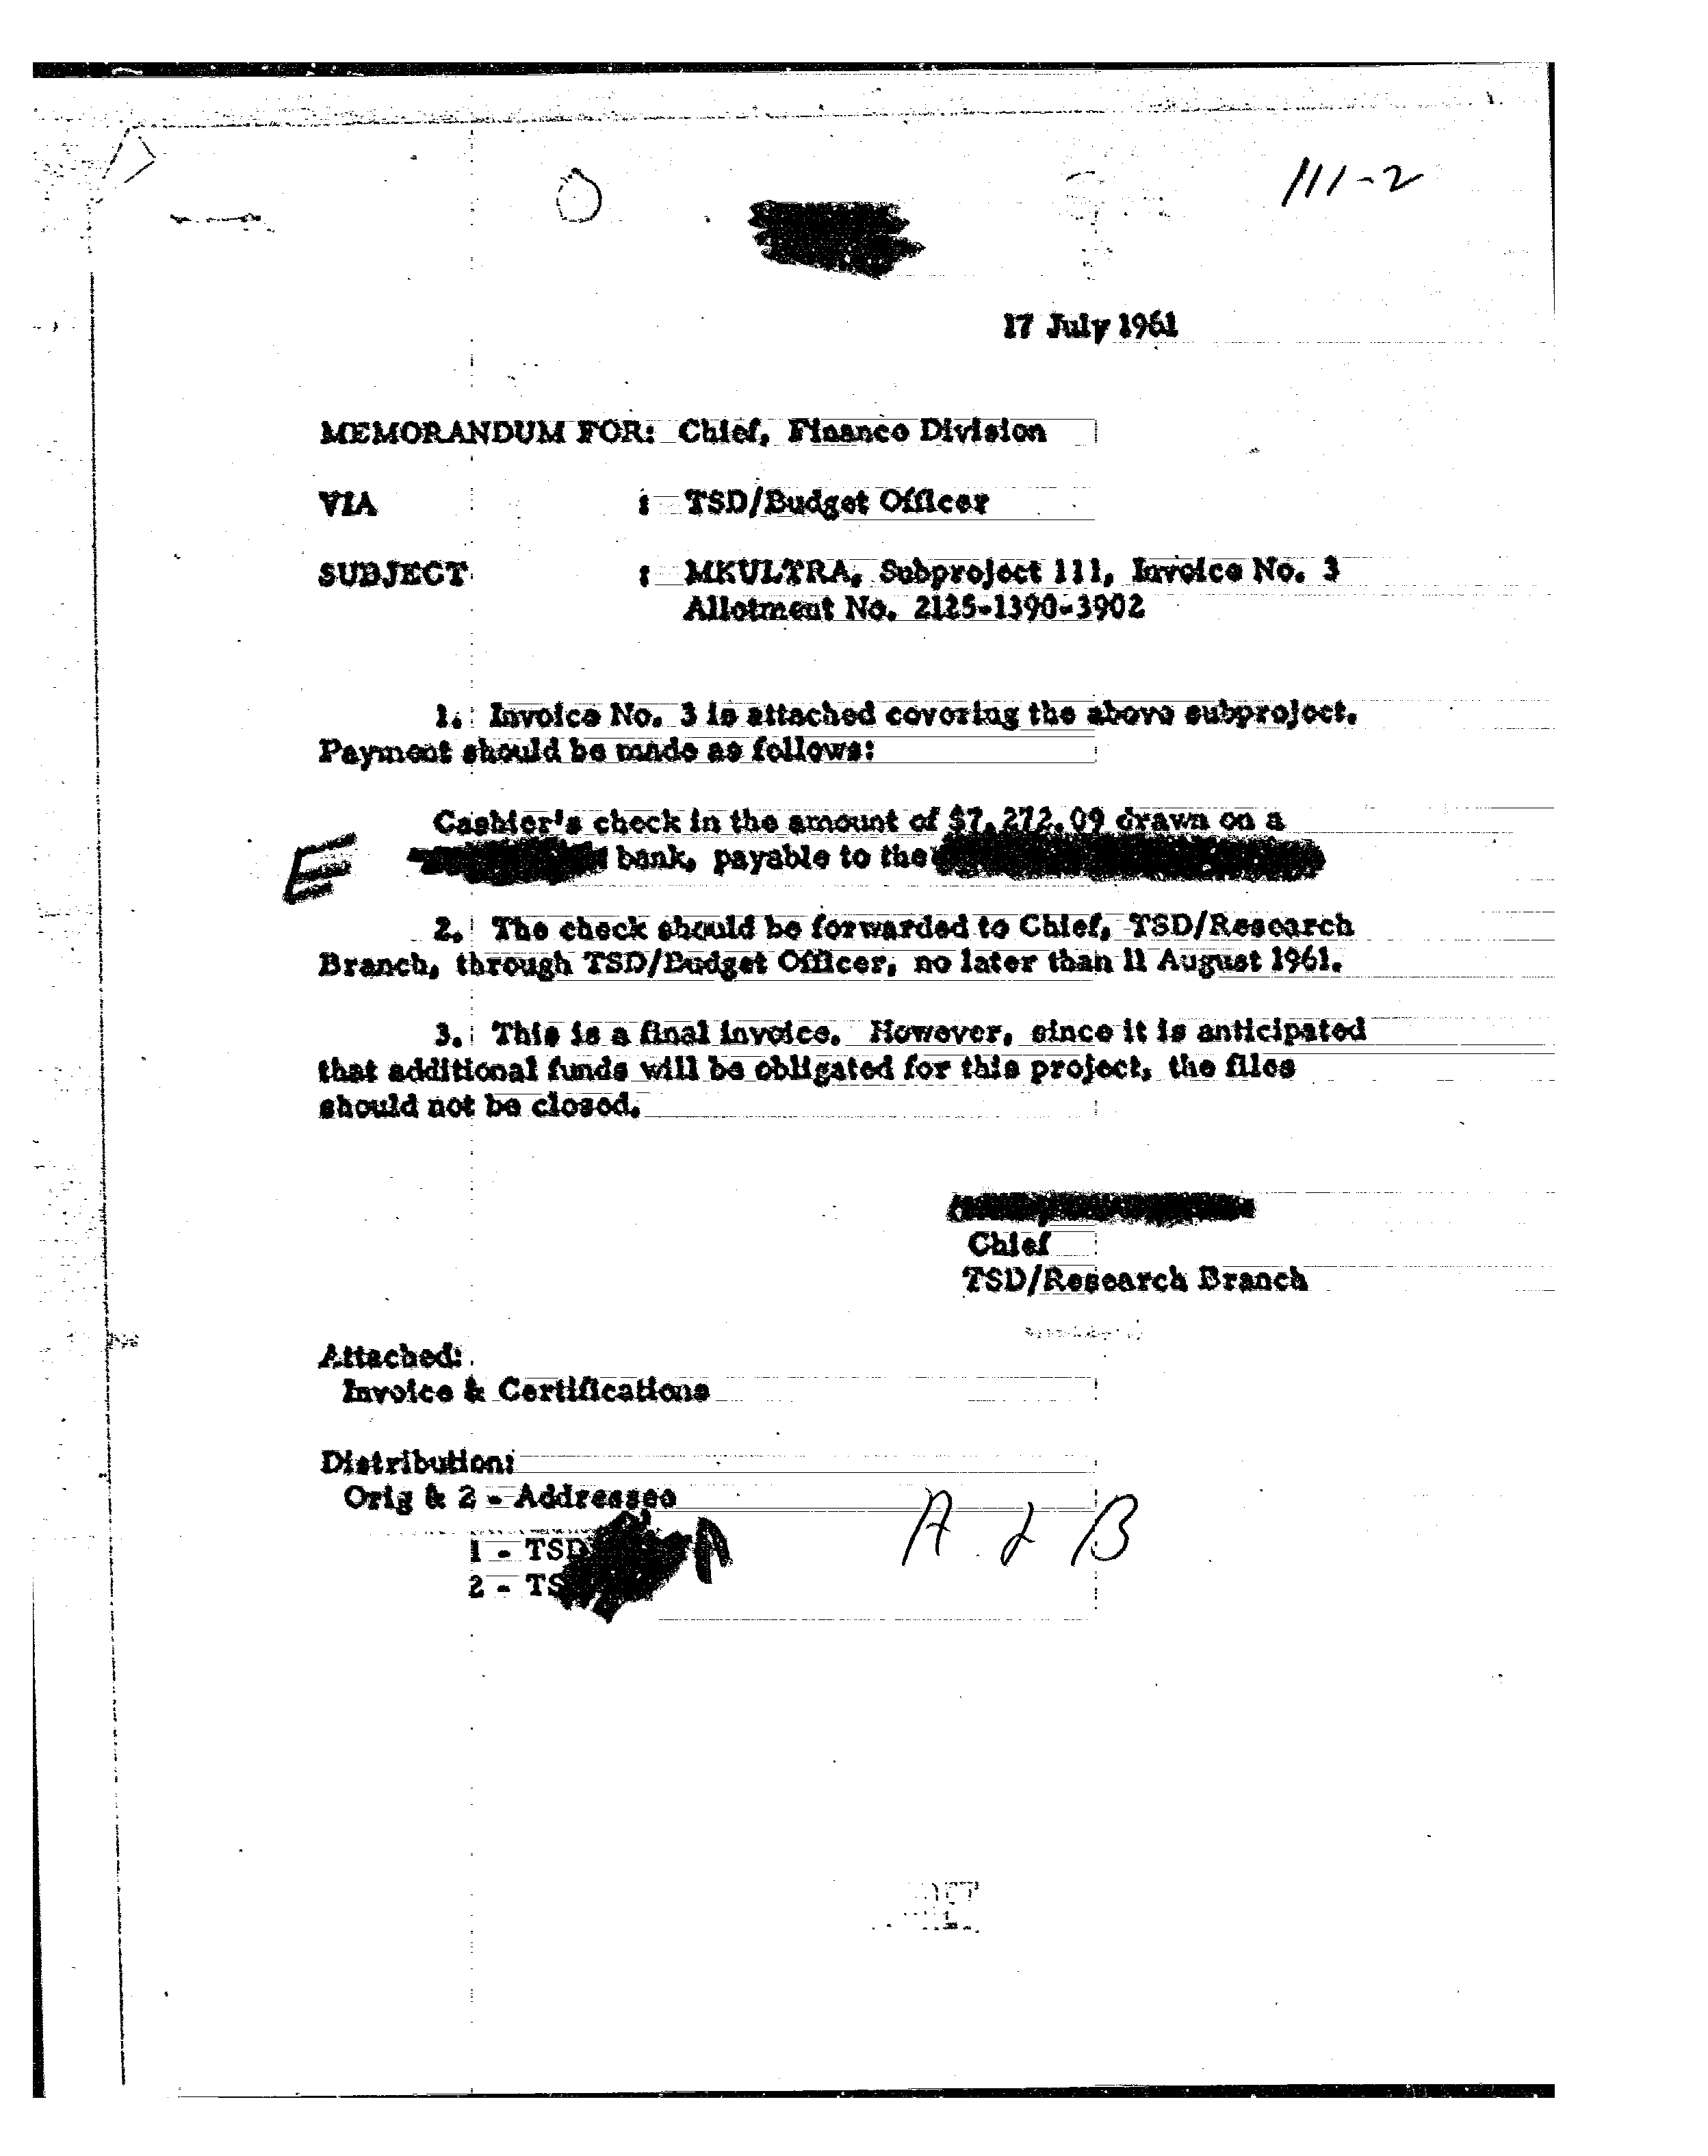 111-2
17 July 1961
MEMORANDUM FOR: Chief, Finance Division
VIA : TSD/Budget Officer
SUBJECT : MKULTRA, Subproject 111, Invoice No. 3
Allotment No. 2125-1390-3902
1. Invoice No. 3 is attached covering the above subproject.
Payment should be made as follows:
Cashier's check in the amount of $7,272.09 drawn on a
E bank, payable to the
2. The check should be forwarded to Chief, TSD/Research
Branch, through TSD/Budget Officer, no later than 11 August 1961.
3. This is a final invoice. However, since it is anticipated
that additional funds will be obligated for this project, the files
should not be closed.
Chief
TSD/Research Branch
Attached:
Invoice & Certifications
Distribution:
Orig & 2 - Addressee
1 - TSD A
2 - TS
A B